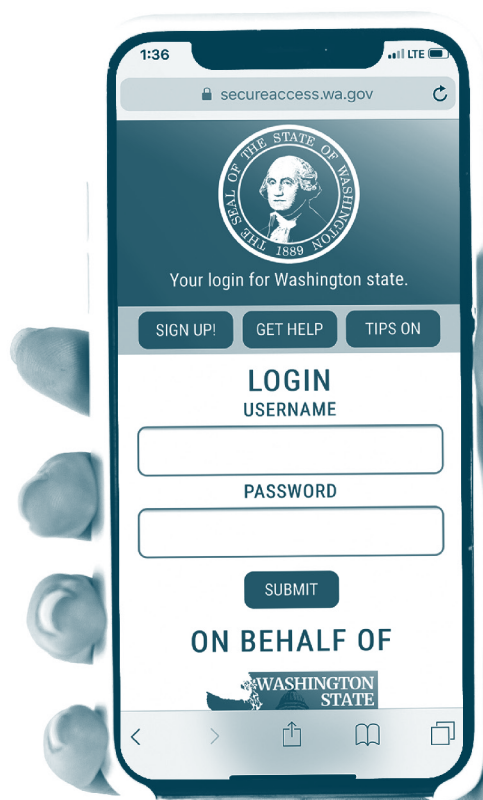 1:36 LTE
secureaccess.wa.gov
THE SEAL OF THE STATE OF WASHINGTON
1889
Your login for Washington state.
SIGN UP! GET HELP TIPS ON
LOGIN
USERNAME
PASSWORD
SUBMIT
ON BEHALF OF
WASHINGTON
STATE